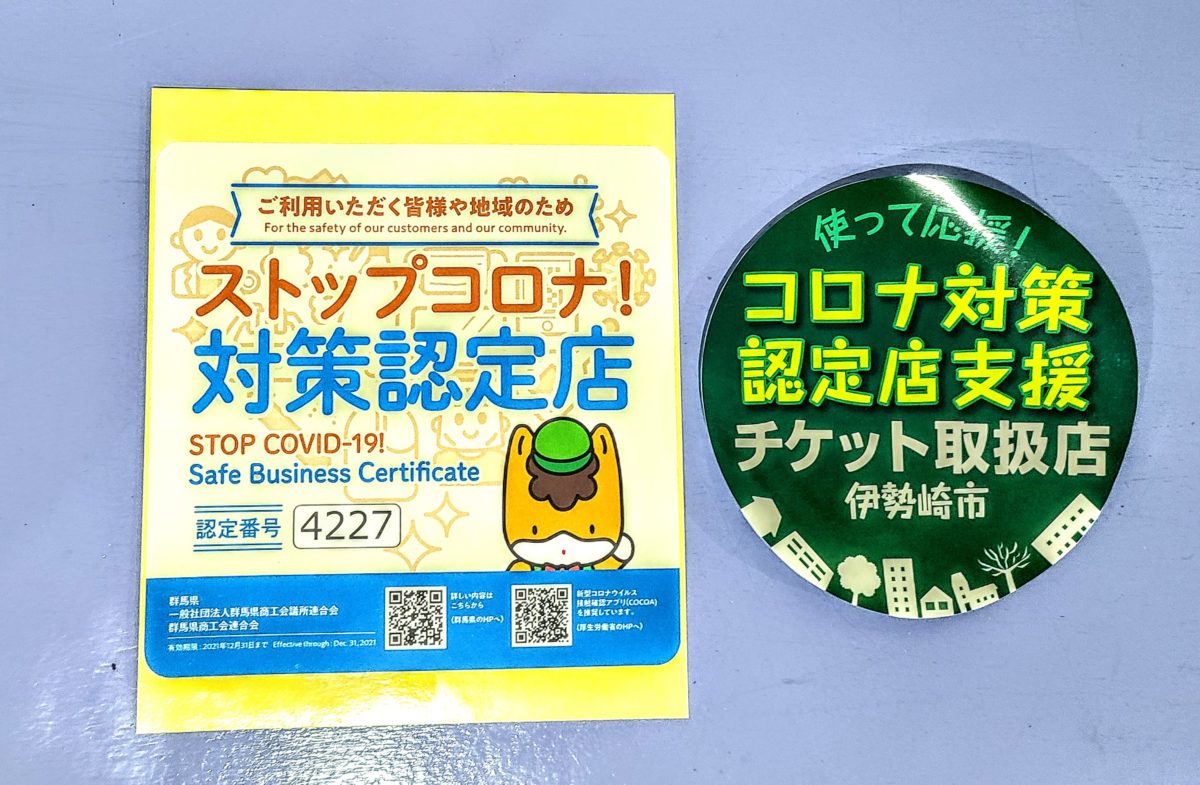 ご利用いただく皆様や地域のため
For the safety of our customers and our community.
ストップコロナ!
対策認定店
STOP COVID-19!
Safe Business Certificate
認定番号 4227
群馬県
一般社団法人群馬県商工会議所連合会
群馬県商工会連合会
有効期限:2021年12月31日まで Effective through : Dec. 31, 2021
詳しい内容は
こちらから
(群馬県のHPへ)
新型コロナウイルス
接触確認アプリ(COCOA)
を推奨しています。
(厚生労働省のHPへ)
使って応援!
コロナ対策
認定店支援
チケット取扱店
伊勢崎市